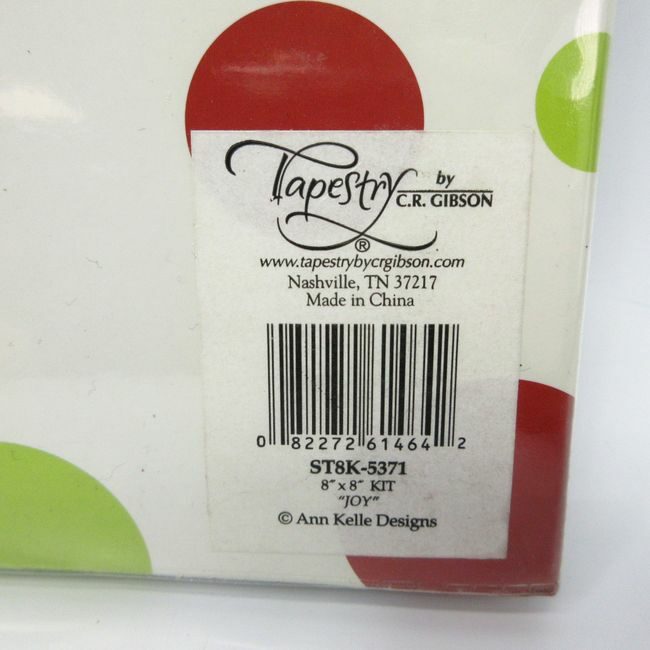 Tapestry by
C.R. GIBSON
®
www.tapestrybycrgibson.com
Nashville, TN 37217
Made in China
0 82272 61464 2
ST8K-5371
8″ x 8″ KIT
"JOY"
© Ann Kelle Designs